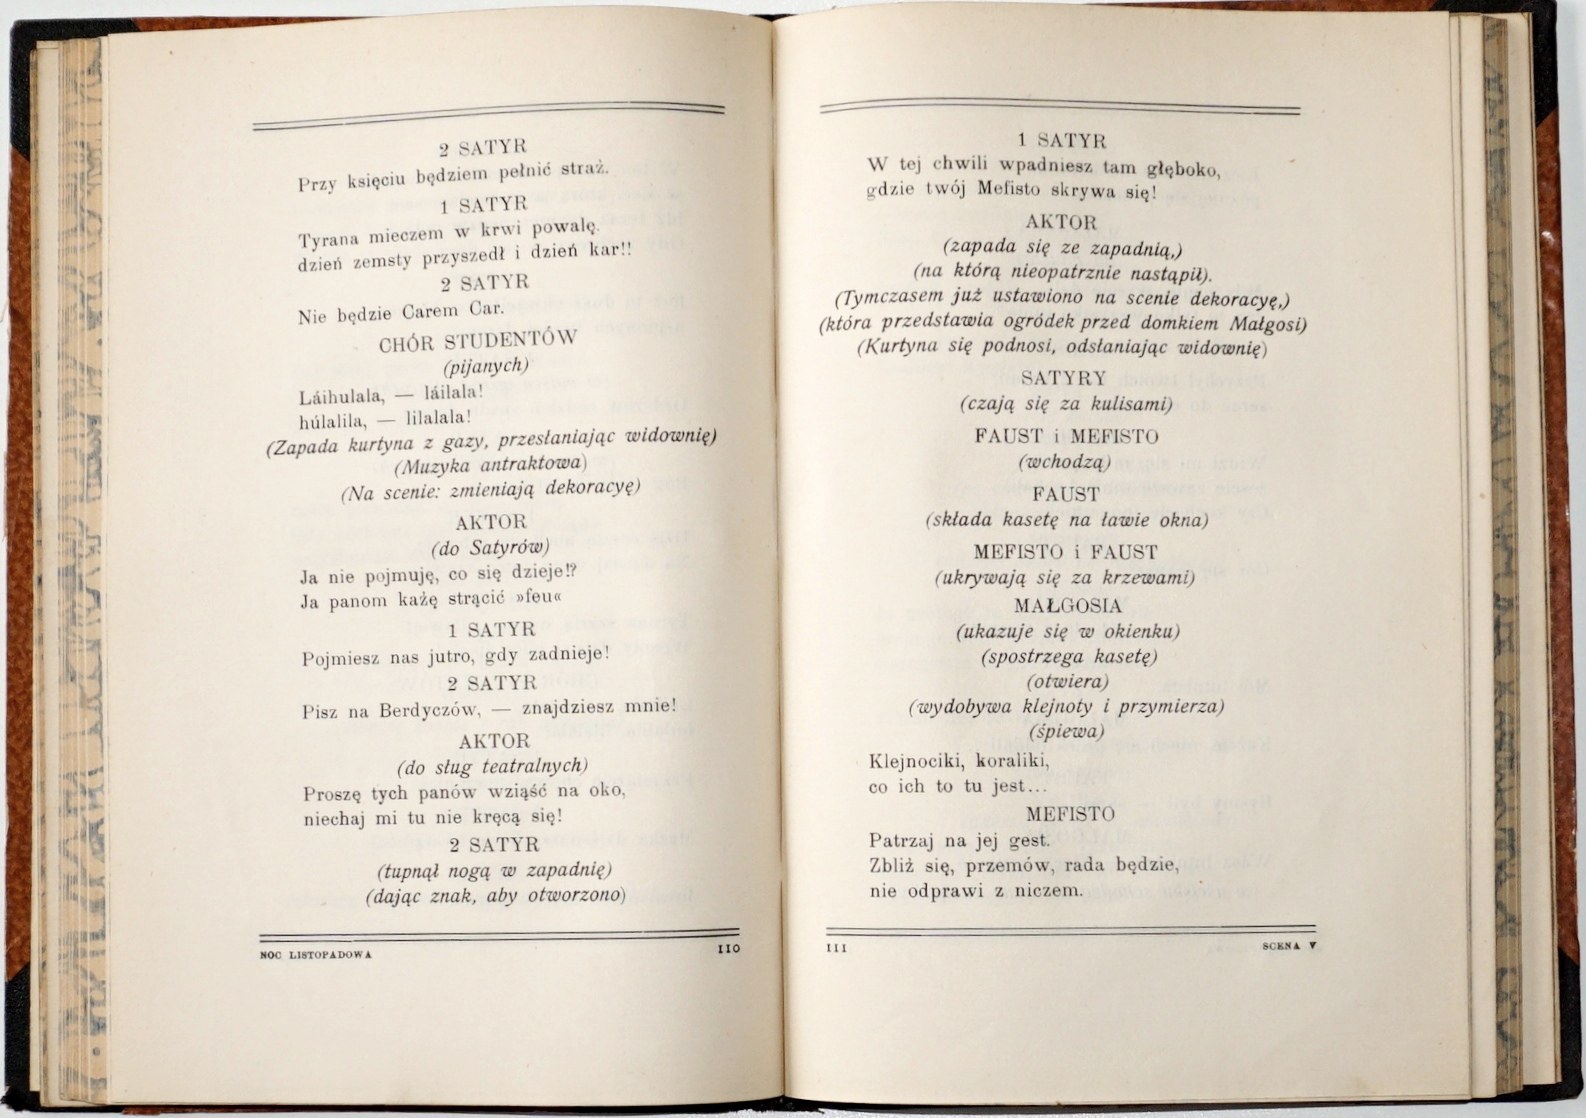 2 SATYR
Przy księciu będziem pełnić straż.
1 SATYR
Tyrana mieczem w krwi powalę.
dzień zemsty przyszedł i dzień kar!!
2 SATYR
Nie będzie Carem Car.
CHÓR STUDENTÓW
(pijanych)
Láihulala, — láilala!
húlalila, — lilalala!
(Zapada kurtyna z gazy, przesłaniając widownię)
(Muzyka antraktowa)
(Na scenie: zmieniają dekoracyę)
AKTOR
(do Satyrów)
Ja nie pojmuję, co się dzieje!?
Ja panom każę strącić »feu«
1 SATYR
Pojmiesz nas jutro, gdy zadnieje!
2 SATYR
Pisz na Berdyczów, — znajdziesz mnie!
AKTOR
(do sług teatralnych)
Proszę tych panów wziąść na oko,
niechaj mi tu nie kręcą się!
2 SATYR
(tupnął nogą w zapadnię)
(dając znak, aby otworzono)
NOC LISTOPADOWA 110
1 SATYR
W tej chwili wpadniesz tam głęboko,
gdzie twój Mefisto skrywa się!
AKTOR
(zapada się ze zapadnią,)
(na którą nieopatrznie nastąpił).
(Tymczasem już ustawiono na scenie dekoracyę,)
(która przedstawia ogródek przed domkiem Małgosi)
(Kurtyna się podnosi, odsłaniając widownię)
SATYRY
(czają się za kulisami)
FAUST i MEFISTO
(wchodzą)
FAUST
(składa kasetę na ławie okna)
MEFISTO i FAUST
(ukrywają się za krzewami)
MAŁGOSIA
(ukazuje się w okienku)
(spostrzega kasetę)
(otwiera)
(wydobywa klejnoty i przymierza)
(śpiewa)
Klejnociki, koraliki,
co ich to tu jest...
MEFISTO
Patrzaj na jej gest.
Zbliż się, przemów, rada będzie,
nie odprawi z niczem.
111 SCENA V